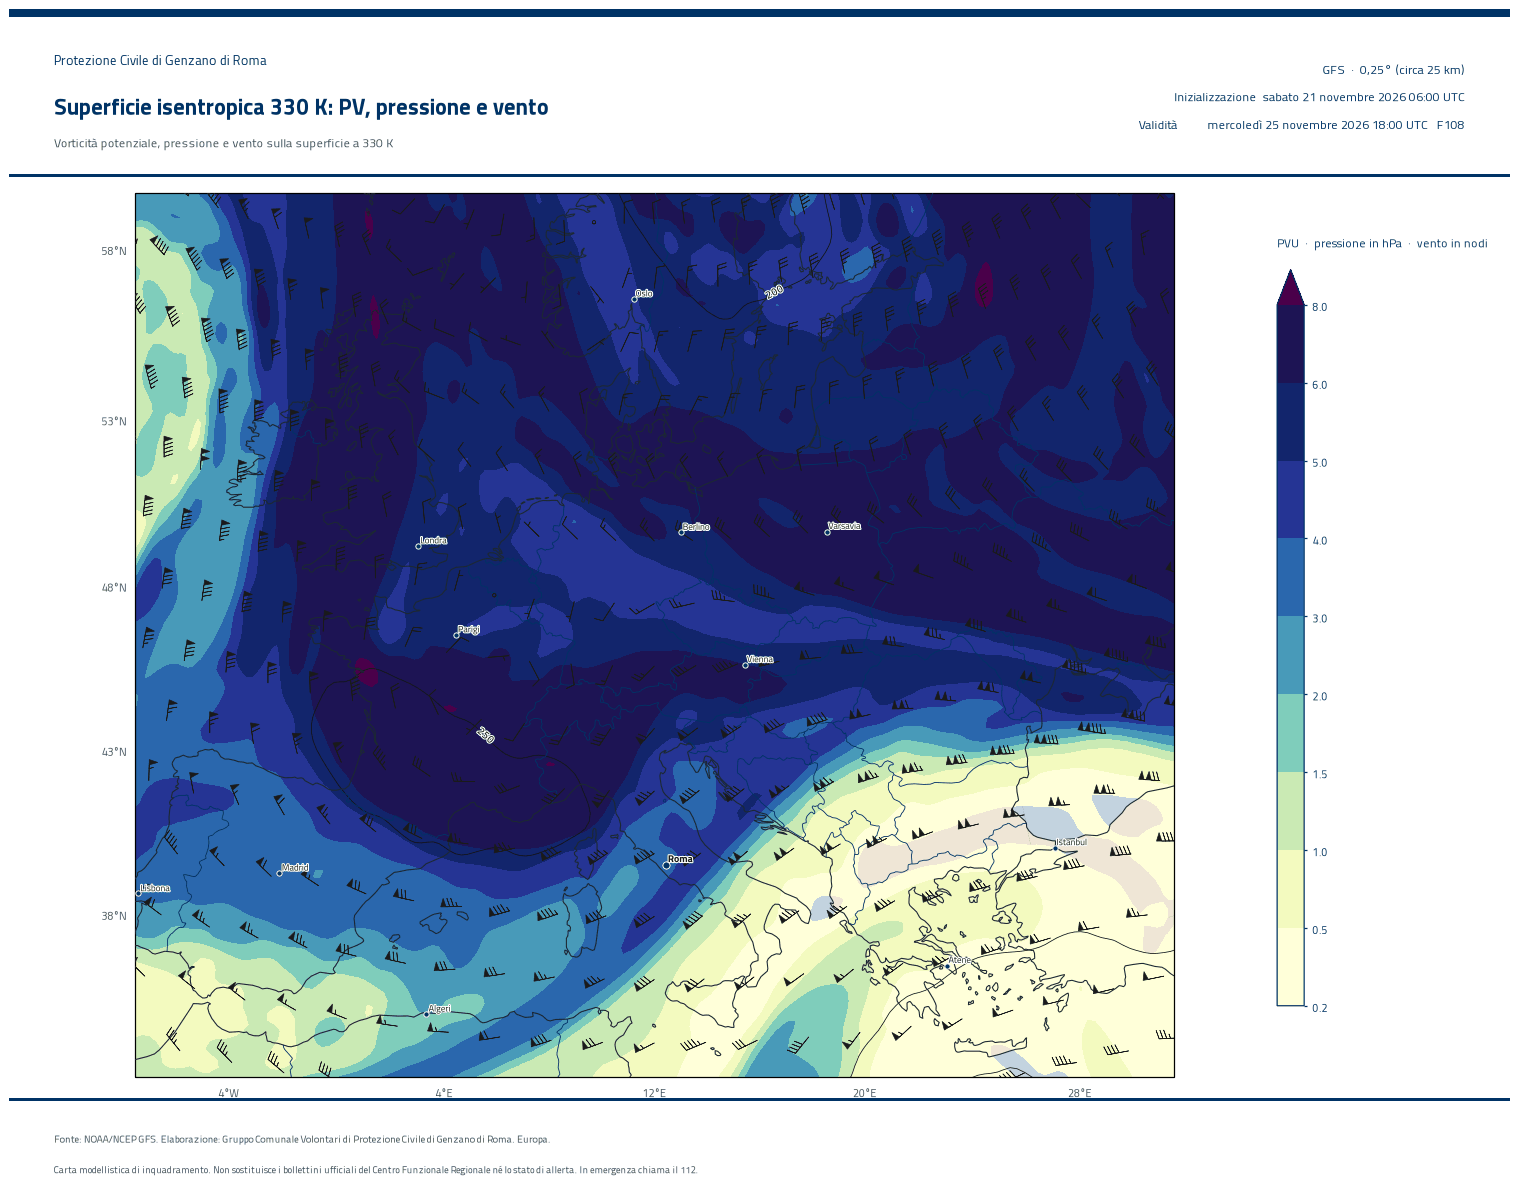 Protezione Civile di Genzano di Roma
Superficie isentropica 330 K: PV, pressione e vento
Vorticità potenziale, pressione e vento sulla superficie a 330 K
GFS · 0,25° (circa 25 km)
Inizializzazione sabato 21 novembre 2026 06:00 UTC
Validità mercoledì 25 novembre 2026 18:00 UTC F108
PVU · pressione in hPa · vento in nodi
8.0
6.0
5.0
4.0
3.0
2.0
1.5
1.0
0.5
0.2
58°N
53°N
48°N
43°N
38°N
4°W
4°E
12°E
20°E
28°E
Oslo
200
Londra
Berlino
Varsavia
Parigi
Vienna
250
Roma
Madrid
Lisbona
Istanbul
Atene
Algeri
Fonte: NOAA/NCEP GFS. Elaborazione: Gruppo Comunale Volontari di Protezione Civile di Genzano di Roma. Europa.
Carta modellistica di inquadramento. Non sostituisce i bollettini ufficiali del Centro Funzionale Regionale né lo stato di allerta. In emergenza chiama il 112.